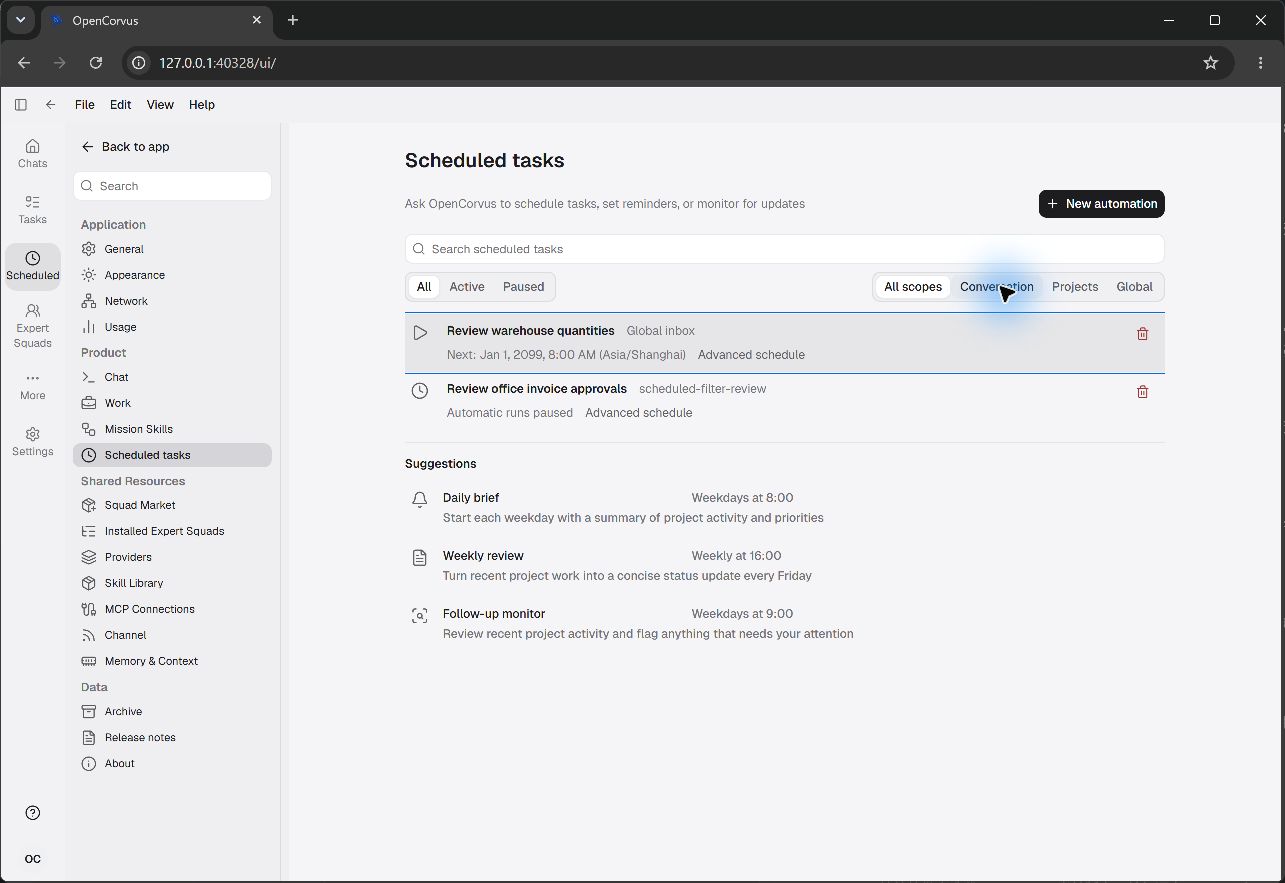 OpenCorvus
127.0.0.1:40328/ui/
File Edit View Help
Chats
Tasks
Scheduled
Expert
Squads
More
Settings
OC
Back to app
Search
Application
General
Appearance
Network
Usage
Product
Chat
Work
Mission Skills
Scheduled tasks
Shared Resources
Squad Market
Installed Expert Squads
Providers
Skill Library
MCP Connections
Channel
Memory & Context
Data
Archive
Release notes
About
Scheduled tasks
Ask OpenCorvus to schedule tasks, set reminders, or monitor for updates
New automation
Search scheduled tasks
All Active Paused
All scopes Conversation Projects Global
Review warehouse quantities Global inbox
Next: Jan 1, 2099, 8:00 AM (Asia/Shanghai) Advanced schedule
Review office invoice approvals scheduled-filter-review
Automatic runs paused Advanced schedule
Suggestions
Daily brief Weekdays at 8:00
Start each weekday with a summary of project activity and priorities
Weekly review Weekly at 16:00
Turn recent project work into a concise status update every Friday
Follow-up monitor Weekdays at 9:00
Review recent project activity and flag anything that needs your attention